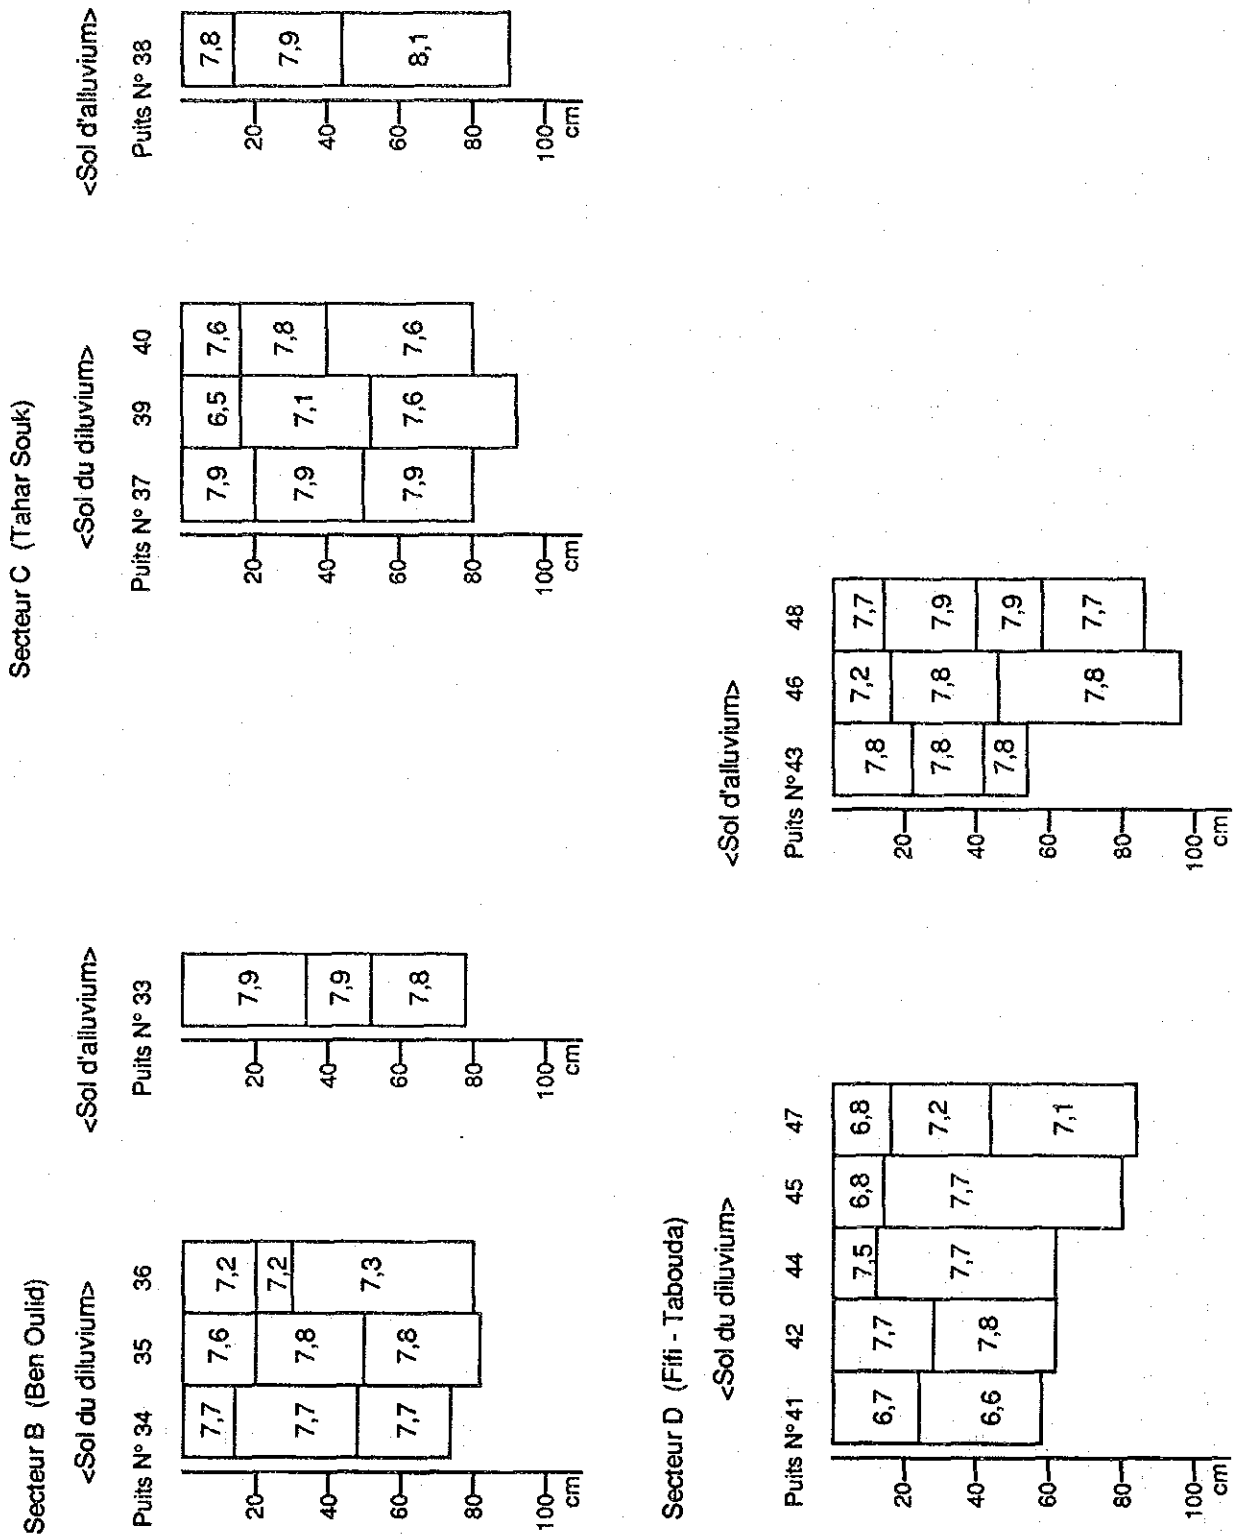 Secteur B (Ben Oulid)
<Sol du diluvium>
Puits N° 34 35 36
7,7 7,6 7,2
7,7 7,8 7,2
7,7 7,8 7,3
20
40
60
80
100
cm
<Sol d'alluvium>
Puits N° 33
7,9
7,9
7,8
20
40
60
80
100
cm
Secteur C (Tahar Souk)
<Sol du diluvium>
Puits N° 37 39 40
7,9 6,5 7,6
7,9 7,1 7,8
7,9 7,6 7,6
20
40
60
80
100
cm
<Sol d'alluvium>
Puits N° 38
7,8
7,9
8,1
20
40
60
80
100
cm
Secteur D (Fifi - Tabouda)
<Sol du diluvium>
Puits N° 41 42 44 45 47
6,7 7,7 7,5 6,8 6,8
6,6 7,8 7,7 7,7 7,2
7,1
20
40
60
80
100
cm
<Sol d'alluvium>
Puits N° 43 46 48
7,8 7,2 7,7
7,8 7,8 7,9
7,8 7,8 7,9
7,7
20
40
60
80
100
cm